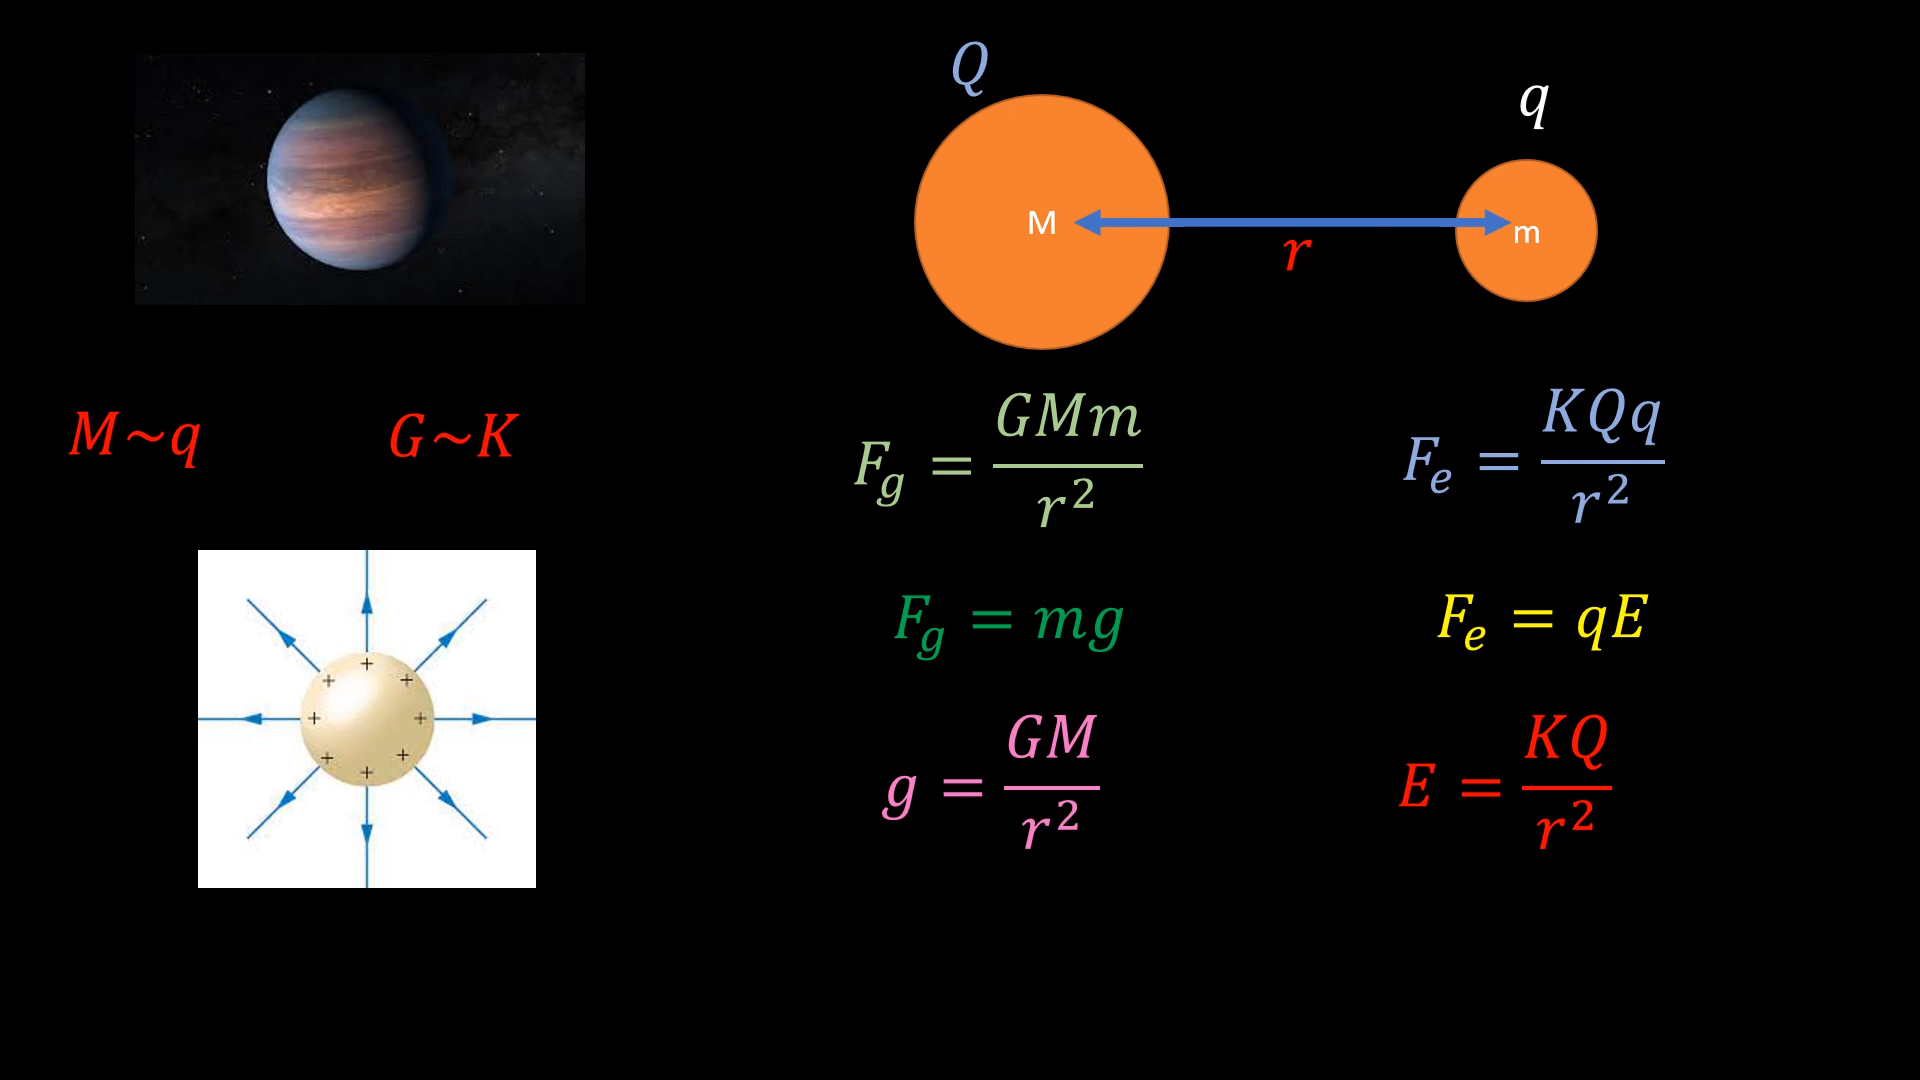 Q
q
M
m
r
M~q
G~K
F_g = GMm / r^2
F_e = KQq / r^2
+
+ +
+ +
+ +
+
F_g = mg
F_e = qE
g = GM / r^2
E = KQ / r^2